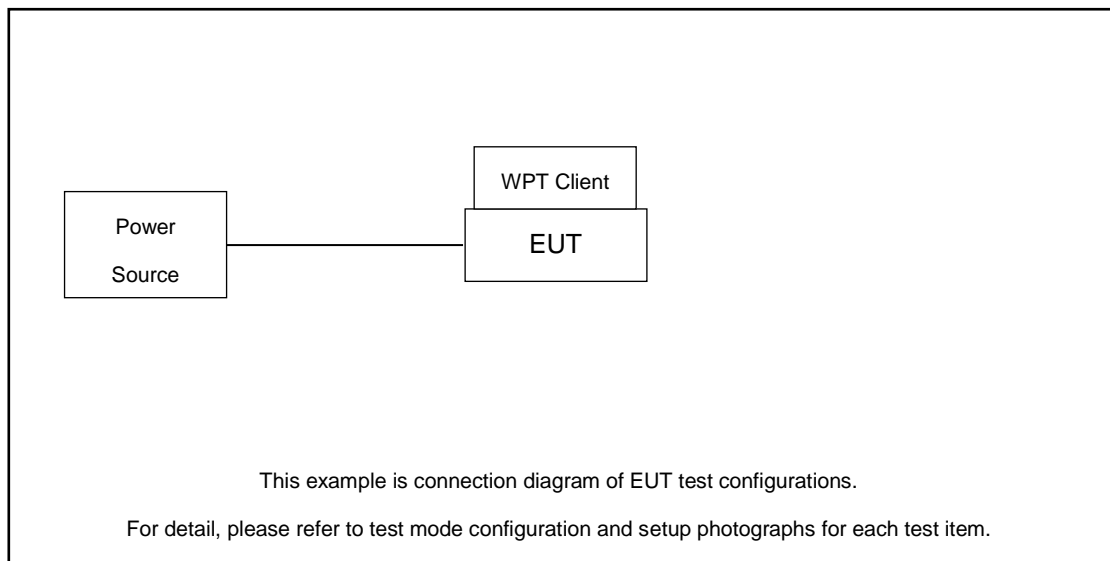 WPT Client
Power
Source
EUT
This example is connection diagram of EUT test configurations.
For detail, please refer to test mode configuration and setup photographs for each test item.